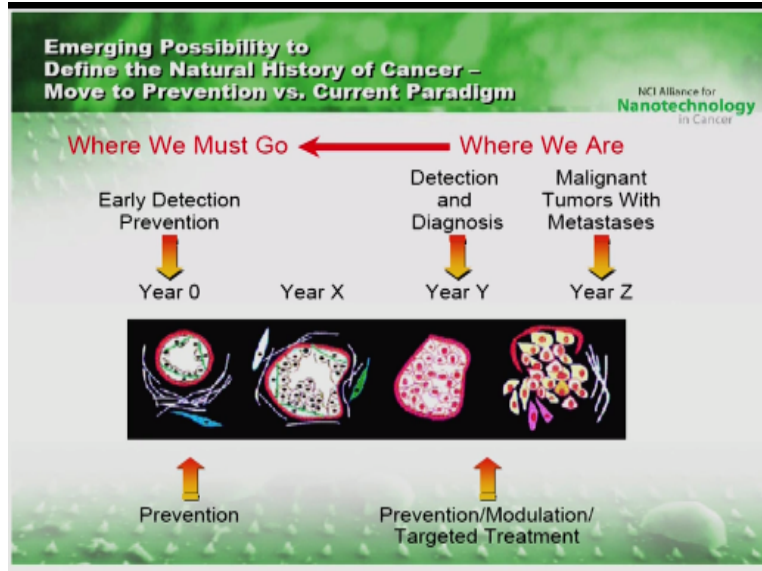 Emerging Possibility to
Define the Natural History of Cancer –
Move to Prevention vs. Current Paradigm
NCI Alliance for
Nanotechnology
in Cancer
Where We Must Go
Where We Are
Early Detection
Prevention
Detection
and
Diagnosis
Malignant
Tumors With
Metastases
Year 0
Year X
Year Y
Year Z
Prevention
Prevention/Modulation/
Targeted Treatment